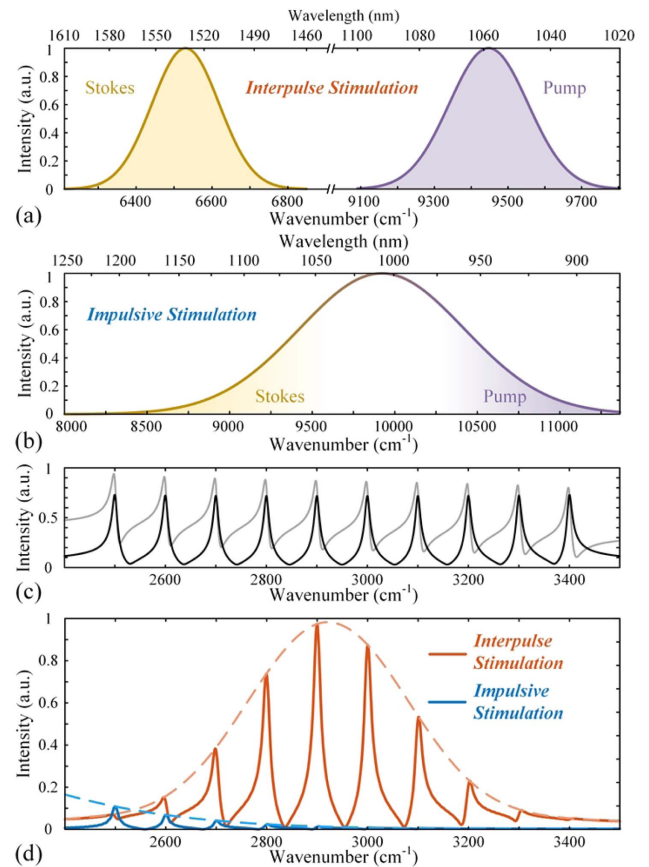 Wavelength (nm)
1610 1580 1550 1520 1490 1460 1100 1080 1060 1040 1020
Intensity (a.u.)
1
0.8
0.6
0.4
0.2
0
Stokes
Interpulse Stimulation
Pump
6400 6600 6800 9100 9300 9500 9700
(a)
Wavenumber (cm-1)
Wavelength (nm)
1250 1200 1150 1100 1050 1000 950 900
Intensity (a.u.)
1
0.8
0.6
0.4
0.2
0
Impulsive Stimulation
Stokes
Pump
8000 8500 9000 9500 10000 10500 11000
(b)
Wavenumber (cm-1)
Intensity (a.u.)
1
0.5
0
2600 2800 3000 3200 3400
(c)
Wavenumber (cm-1)
Intensity (a.u.)
1
0.8
0.6
0.4
0.2
0
Interpulse
Stimulation
Impulsive
Stimulation
2600 2800 3000 3200 3400
(d)
Wavenumber (cm-1)